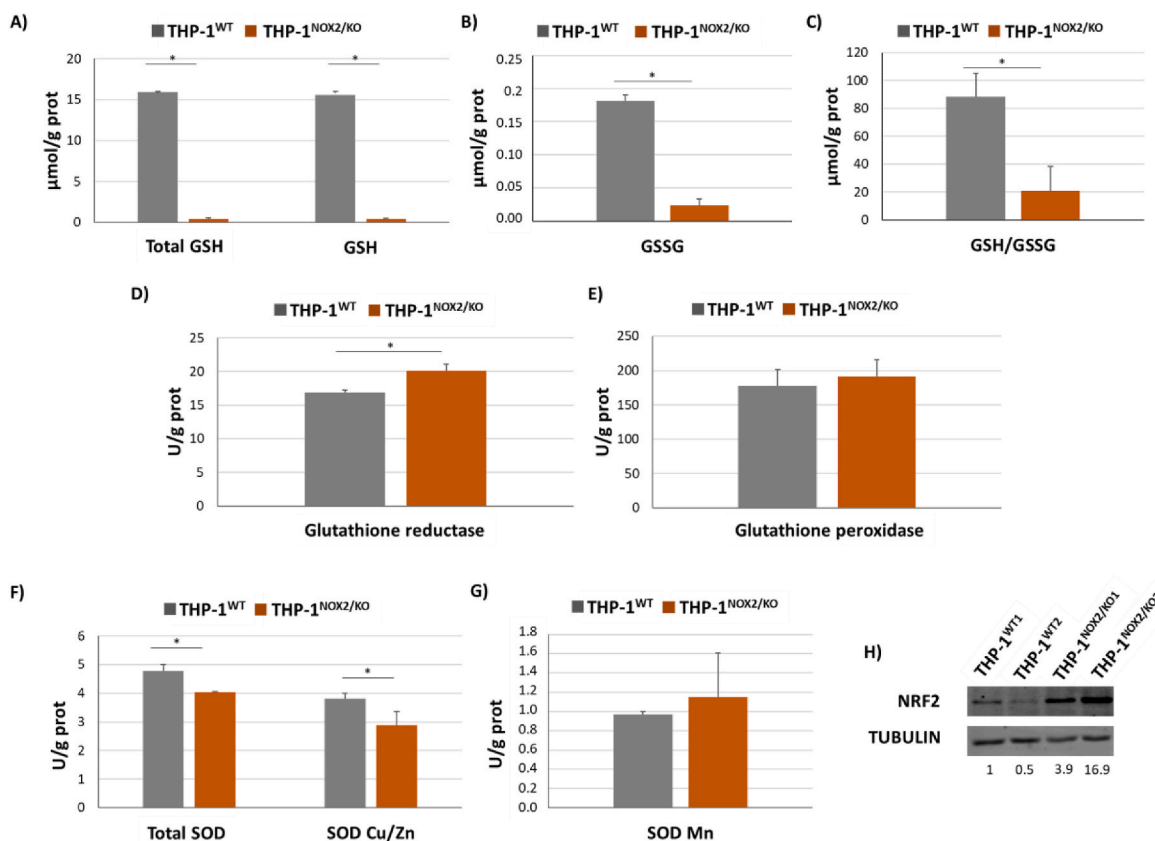 A)
THP-1WT THP-1NOX2/KO
20
15
10
5
0
μmol/g prot
*
*
Total GSH
GSH
B)
THP-1WT THP-1NOX2/KO
0.2
0.15
0.1
0.05
0.00
μmol/g prot
*
GSSG
C)
THP-1WT THP-1NOX2/KO
120
100
80
60
40
20
0
μmol/g prot
*
GSH/GSSG
D)
THP-1WT THP-1NOX2/KO
25
20
15
10
5
0
U/g prot
*
Glutathione reductase
E)
THP-1WT THP-1NOX2/KO
250
200
150
100
50
0
U/g prot
Glutathione peroxidase
F)
THP-1WT THP-1NOX2/KO
6
5
4
3
2
1
0
U/g prot
*
*
Total SOD
SOD Cu/Zn
G)
THP-1WT THP-1NOX2/KO
1.8
1.6
1.4
1.2
1.0
0.8
0.6
0.4
0.2
0.0
U/g prot
SOD Mn
H)
THP-1WT1
THP-1WT2
THP-1NOX2/KO1
THP-1NOX2/KO2
NRF2
TUBULIN
1 0.5 3.9 16.9